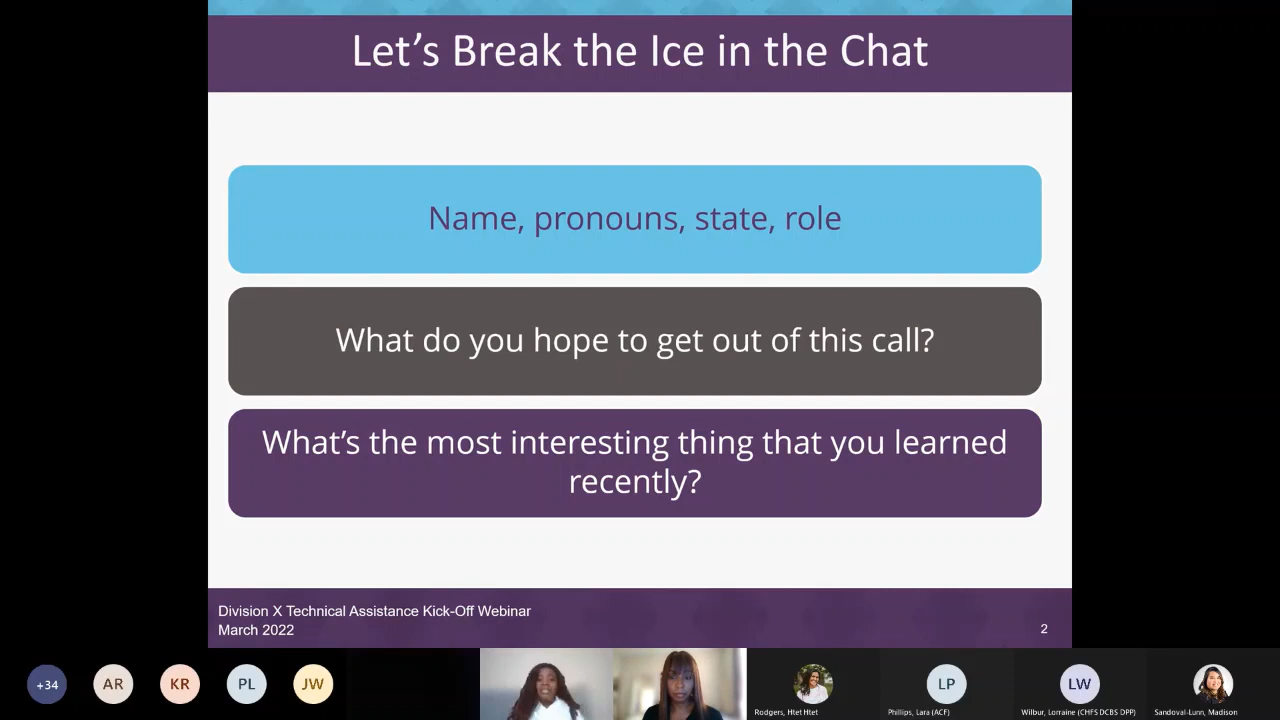 Let’s Break the Ice in the Chat
Name, pronouns, state, role
What do you hope to get out of this call?
What’s the most interesting thing that you learned
recently?
Division X Technical Assistance Kick-Off Webinar
March 2022
2
+34
AR
KR
PL
JW
LP
LW
Rodgers, Htet Htet
Phillips, Lara (ACF)
Wilbur, Lorraine (CHFS DCBS DPP)
Sandoval-Lunn, Madison